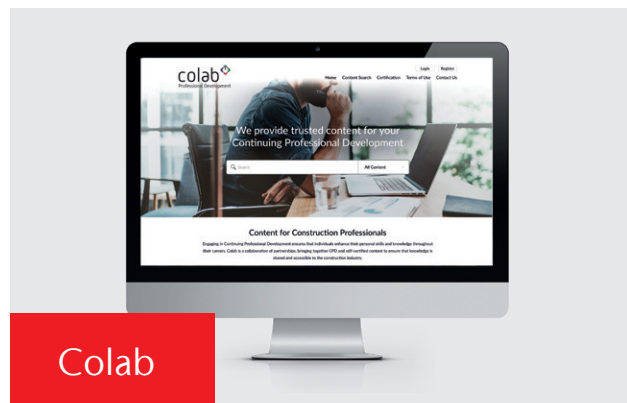 Login Register
colab
Professional Development
Home Content Search Certification Terms of Use Contact Us
We provide trusted content for your
Continuing Professional Development
Search All Content
Content for Construction Professionals
Engaging in Continuing Professional Development ensures that individuals enhance their personal skills and knowledge throughout
their careers. Colab is a collaboration of partnerships, bringing together CPD and self-certified content to ensure that knowledge is
shared and accessible to the construction industry.
Colab